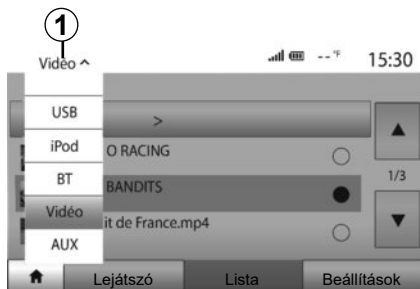 1
Vidéo ^
--°F
15:30
USB
>
iPod
O RACING
BT
BANDITS
1/3
Vidéo
it de France.mp4
AUX
Lejátszó
Lista
Beállítások